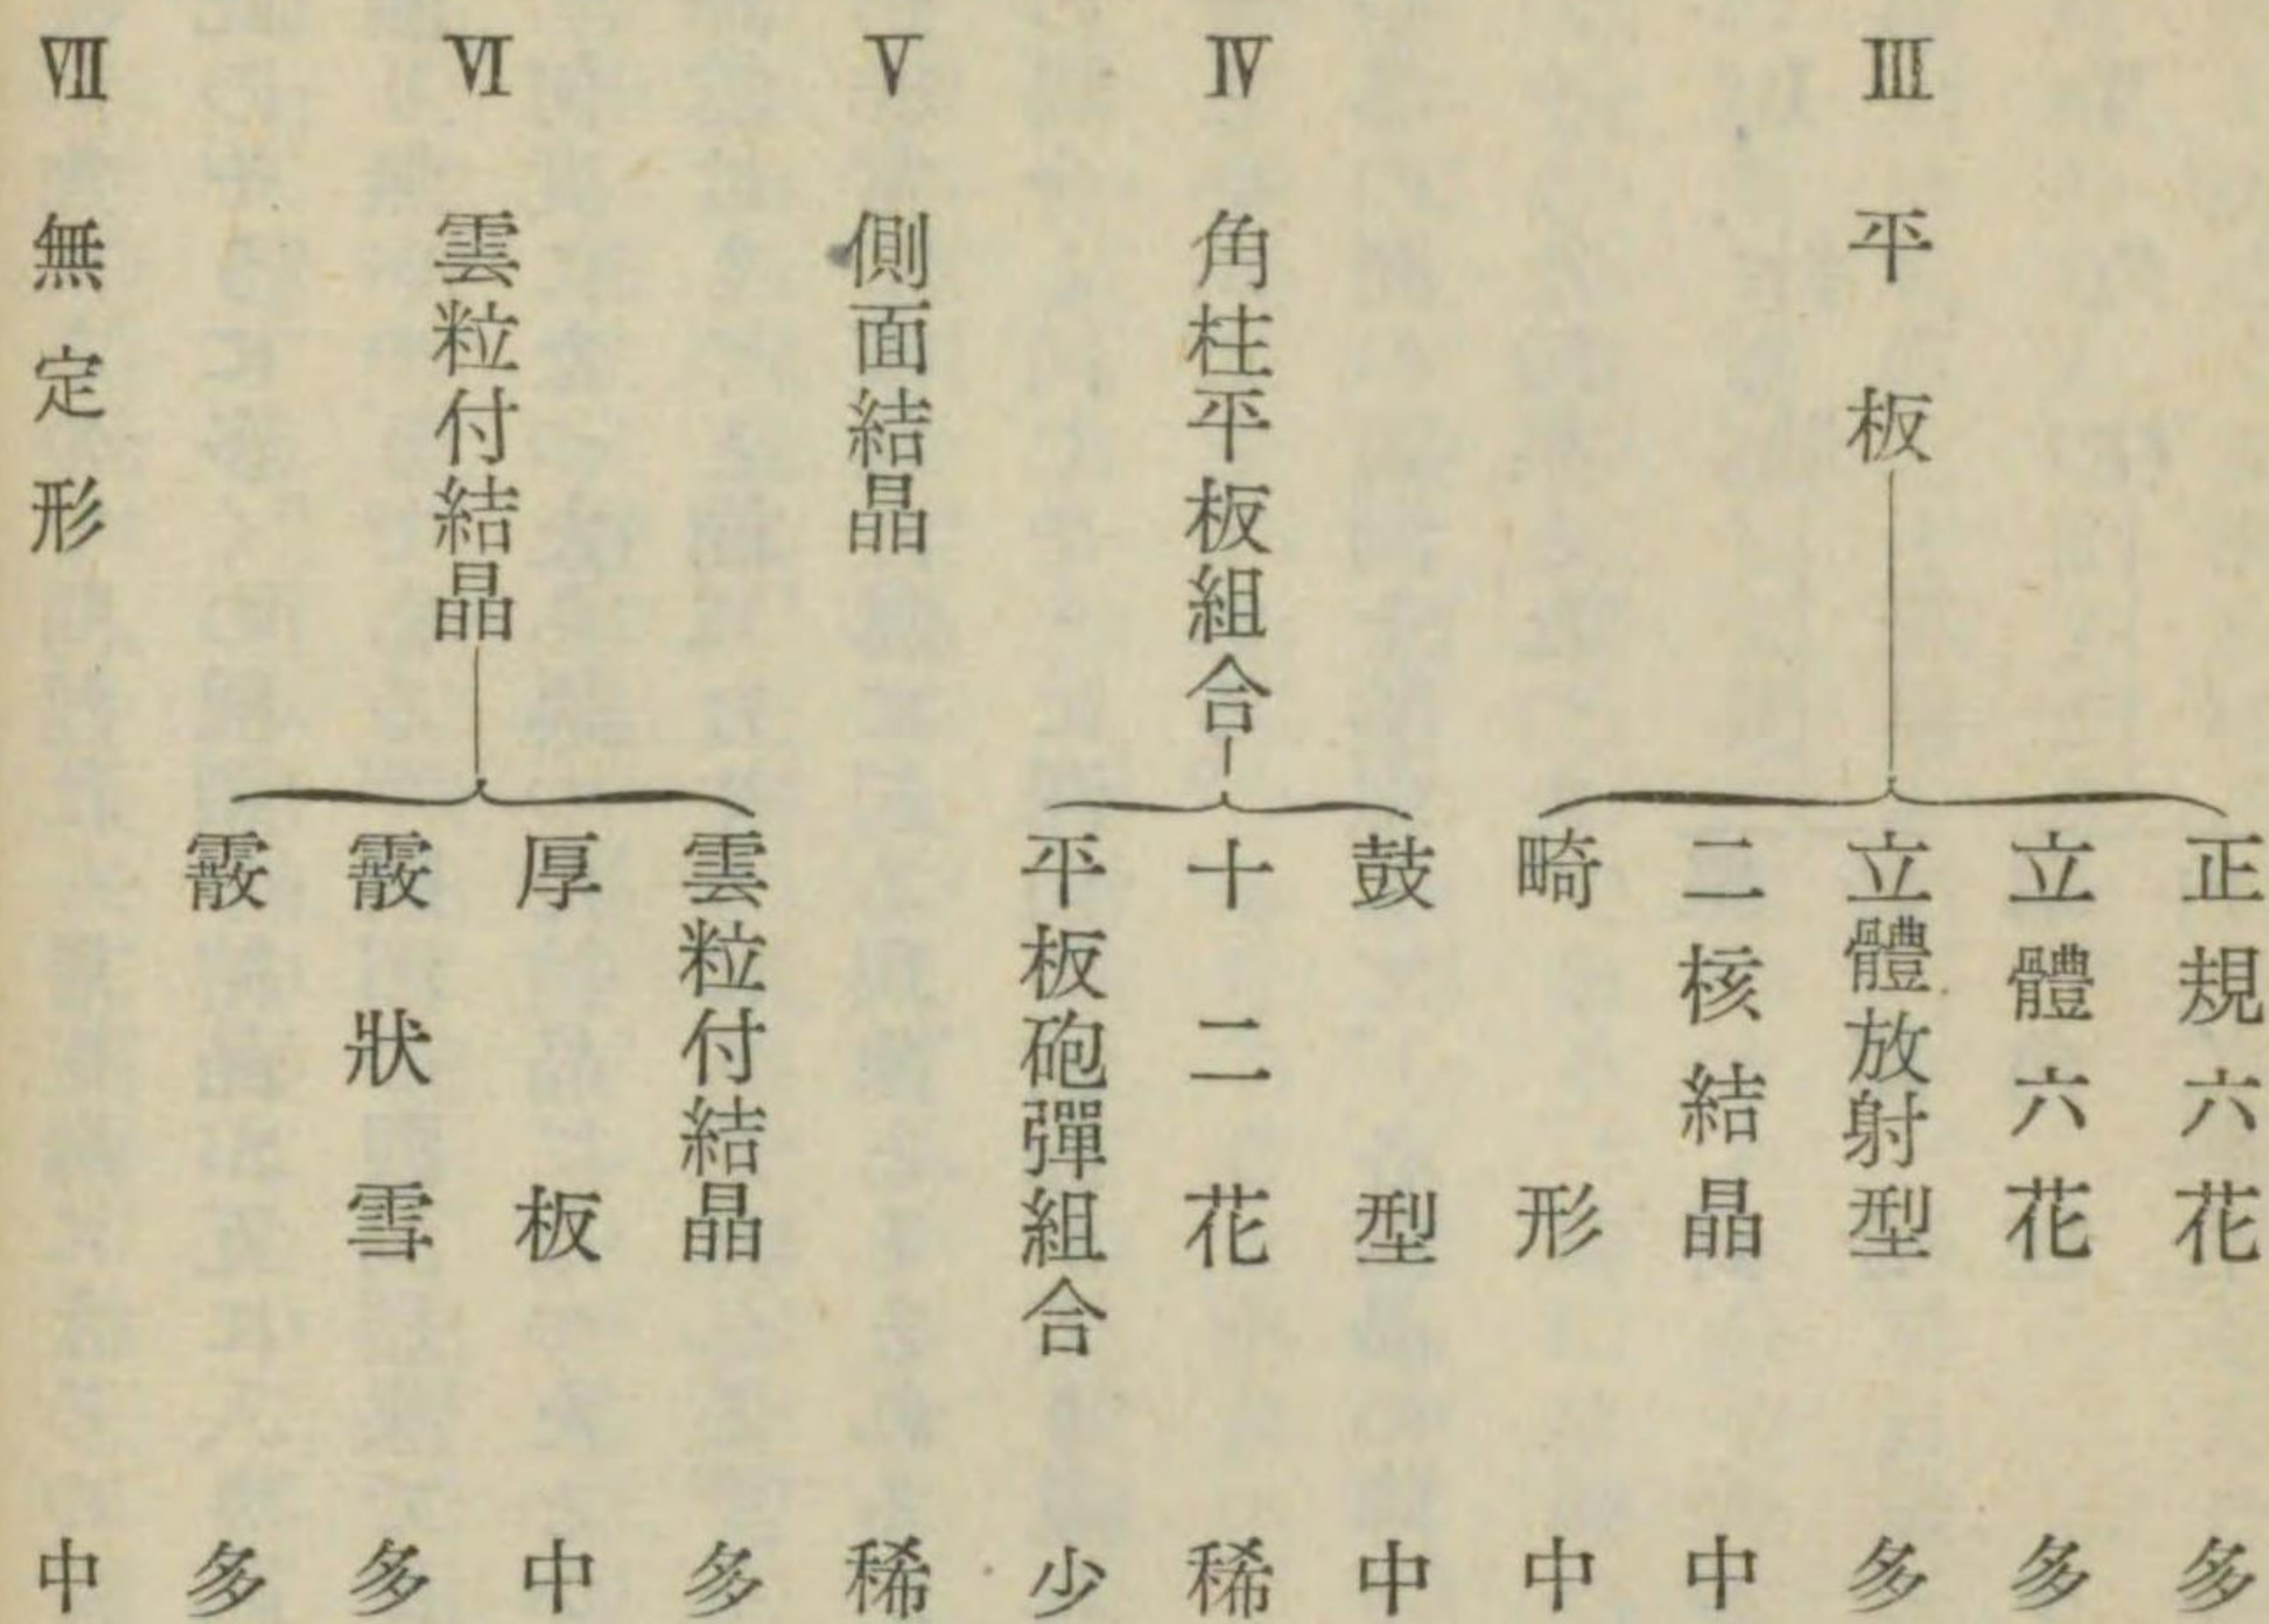 Ⅲ 平板
正規六花 多
立體六花 多
立體放射型 多
二核結晶 中
畸形 中
Ⅳ 角柱平板組合
鼓型 中
十二花 稀
平板砲彈組合 少
Ⅴ 側面結晶 稀
Ⅵ 雲粒付結晶
雲粒付結晶 多
厚板 中
霰狀雪 多
霰 多
Ⅶ 無定形 中